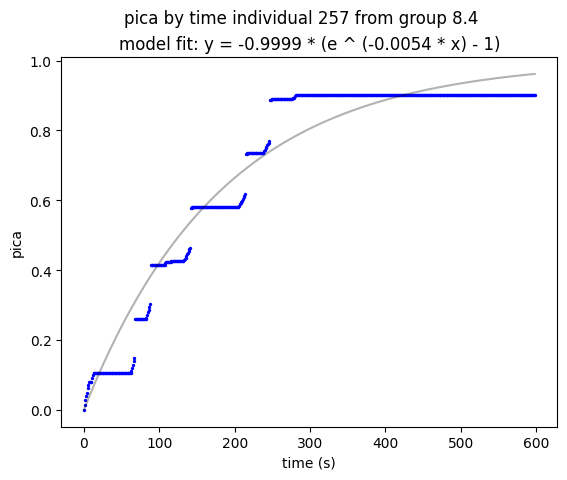 pica by time individual 257 from group 8.4
model fit: y = -0.9999 * (e ^ (-0.0054 * x) - 1)
1.0
0.8
0.6
0.4
0.2
0.0
pica
0 100 200 300 400 500 600
time (s)